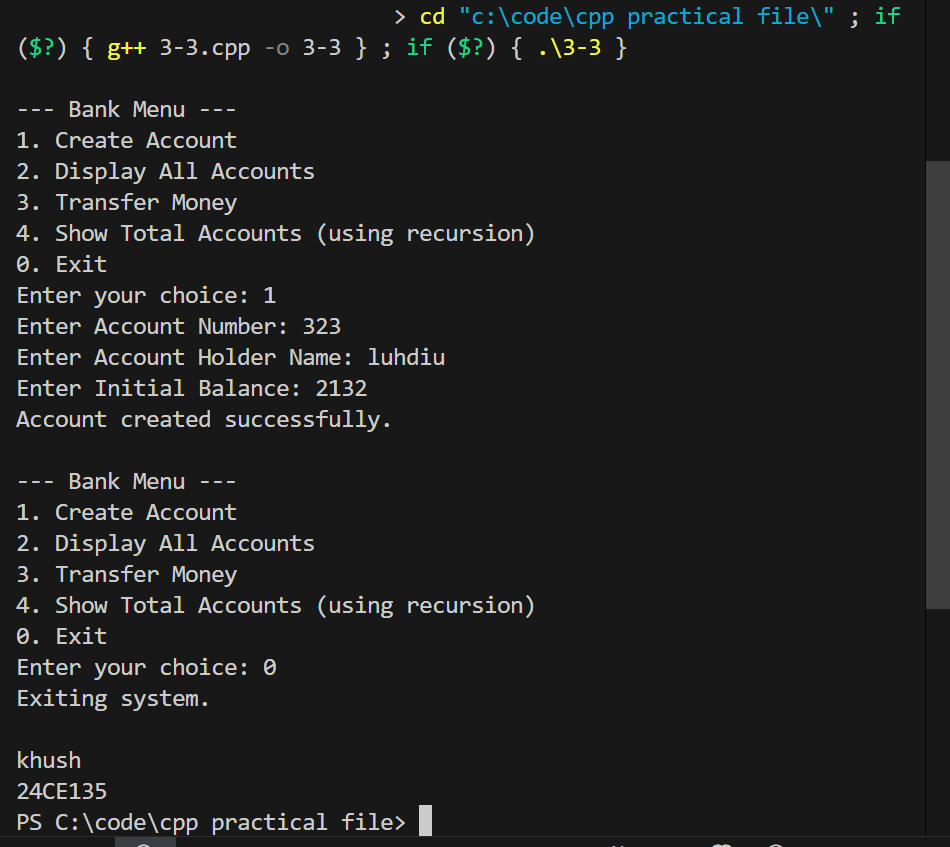 > cd "c:\code\cpp practical file\" ; if
($?) { g++ 3-3.cpp -o 3-3 } ; if ($?) { .\3-3 }
--- Bank Menu ---
1. Create Account
2. Display All Accounts
3. Transfer Money
4. Show Total Accounts (using recursion)
0. Exit
Enter your choice: 1
Enter Account Number: 323
Enter Account Holder Name: luhdiu
Enter Initial Balance: 2132
Account created successfully.
--- Bank Menu ---
1. Create Account
2. Display All Accounts
3. Transfer Money
4. Show Total Accounts (using recursion)
0. Exit
Enter your choice: 0
Exiting system.
khush
24CE135
PS C:\code\cpp practical file>